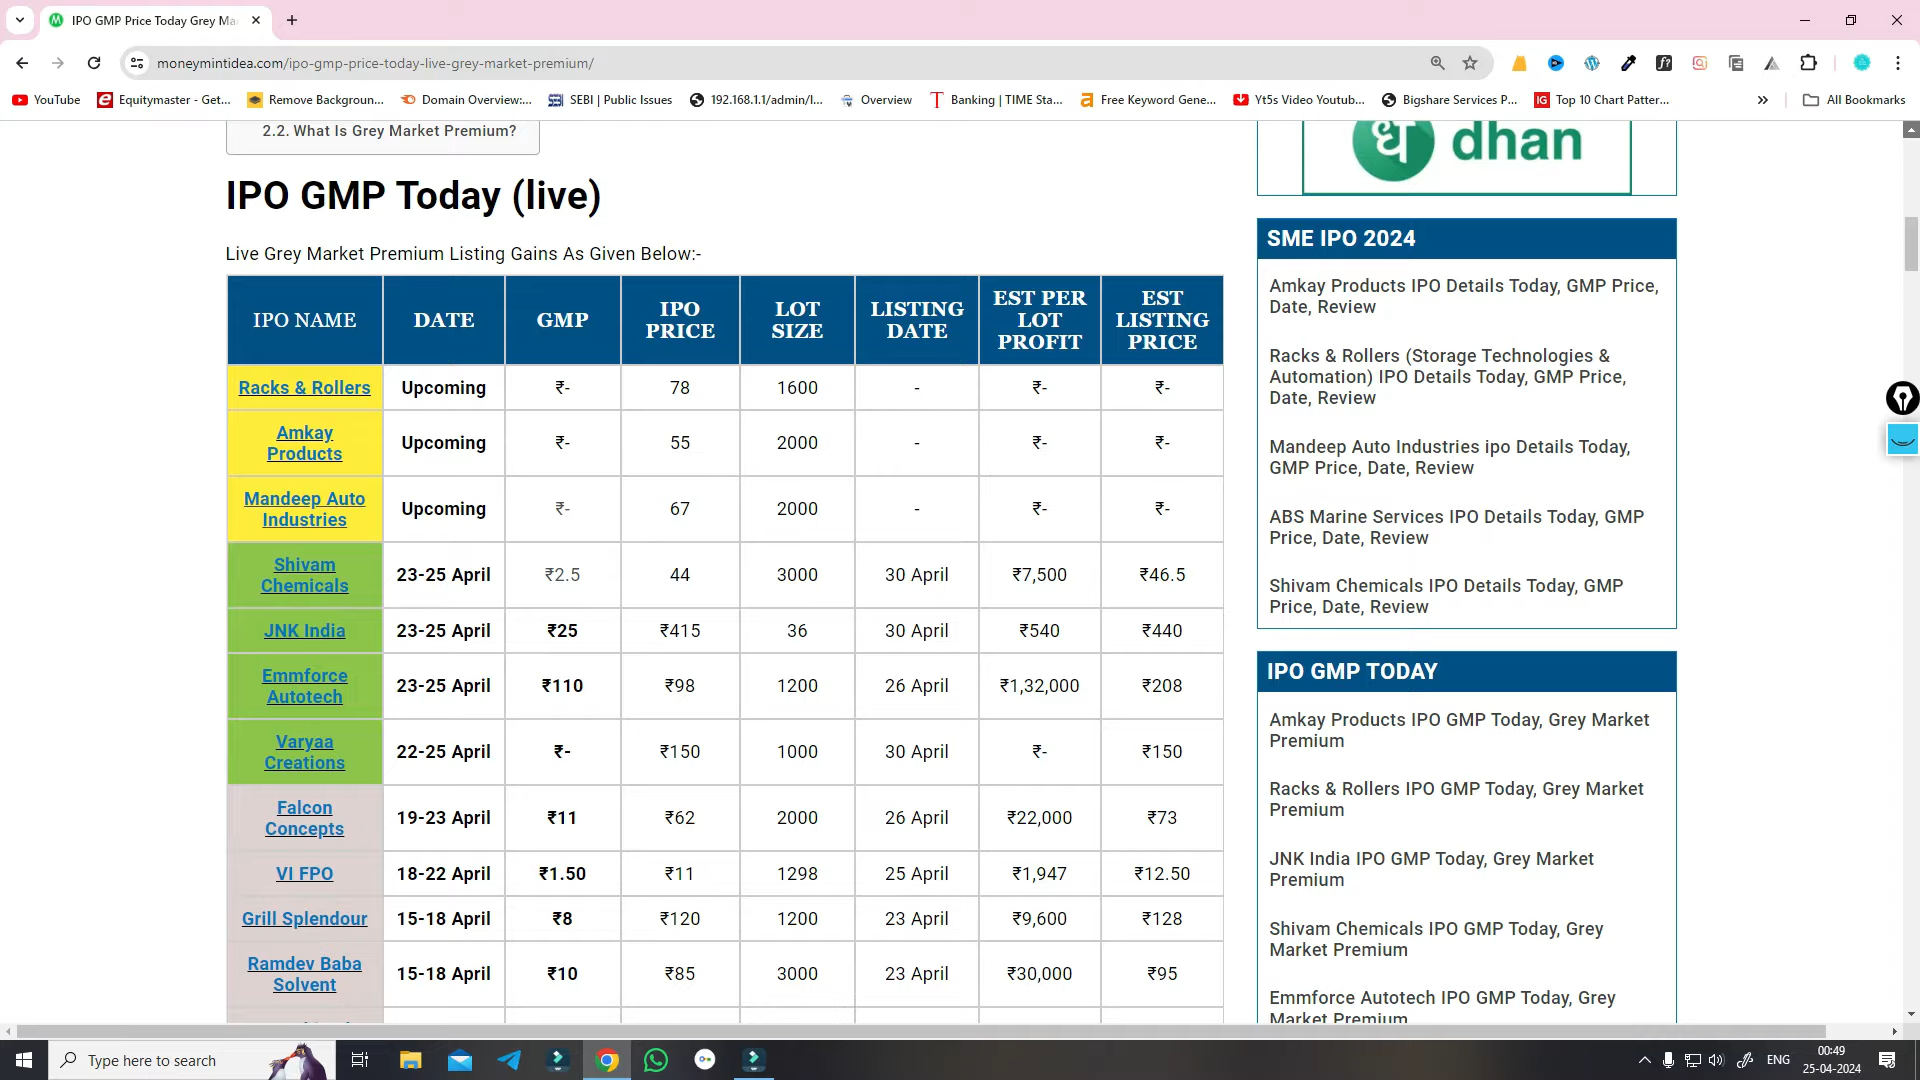 IPO GMP Price Today Grey Ma
moneymintidea.com/ipo-gmp-price-today-live-grey-market-premium/
YouTube
Equitymaster - Get...
Remove Backgroun...
Domain Overview:...
SEBI | Public Issues
192.168.1.1/admin/l...
Overview
Banking | TIME Sta...
Free Keyword Gene...
Yt5s Video Youtub...
Bigshare Services P...
Top 10 Chart Patter...
All Bookmarks
2.2. What Is Grey Market Premium?
IPO GMP Today (live)
Live Grey Market Premium Listing Gains As Given Below:-
IPO NAME DATE GMP IPO PRICE LOT SIZE LISTING DATE EST PER LOT PROFIT EST LISTING PRICE
Racks & Rollers Upcoming ₹- 78 1600 - ₹- ₹-
Amkay Products Upcoming ₹- 55 2000 - ₹- ₹-
Mandeep Auto Industries Upcoming ₹- 67 2000 - ₹- ₹-
Shivam Chemicals 23-25 April ₹2.5 44 3000 30 April ₹7,500 ₹46.5
JNK India 23-25 April ₹25 ₹415 36 30 April ₹540 ₹440
Emmforce Autotech 23-25 April ₹110 ₹98 1200 26 April ₹1,32,000 ₹208
Varyaa Creations 22-25 April ₹- ₹150 1000 30 April ₹- ₹150
Falcon Concepts 19-23 April ₹11 ₹62 2000 26 April ₹22,000 ₹73
VI FPO 18-22 April ₹1.50 ₹11 1298 25 April ₹1,947 ₹12.50
Grill Splendour 15-18 April ₹8 ₹120 1200 23 April ₹9,600 ₹128
Ramdev Baba Solvent 15-18 April ₹10 ₹85 3000 23 April ₹30,000 ₹95
ध dhan
SME IPO 2024
Amkay Products IPO Details Today, GMP Price,
Date, Review
Racks & Rollers (Storage Technologies &
Automation) IPO Details Today, GMP Price,
Date, Review
Mandeep Auto Industries ipo Details Today,
GMP Price, Date, Review
ABS Marine Services IPO Details Today, GMP
Price, Date, Review
Shivam Chemicals IPO Details Today, GMP
Price, Date, Review
IPO GMP TODAY
Amkay Products IPO GMP Today, Grey Market
Premium
Racks & Rollers IPO GMP Today, Grey Market
Premium
JNK India IPO GMP Today, Grey Market
Premium
Shivam Chemicals IPO GMP Today, Grey
Market Premium
Emmforce Autotech IPO GMP Today, Grey
Market Premium
Type here to search
ENG
00:49
25-04-2024